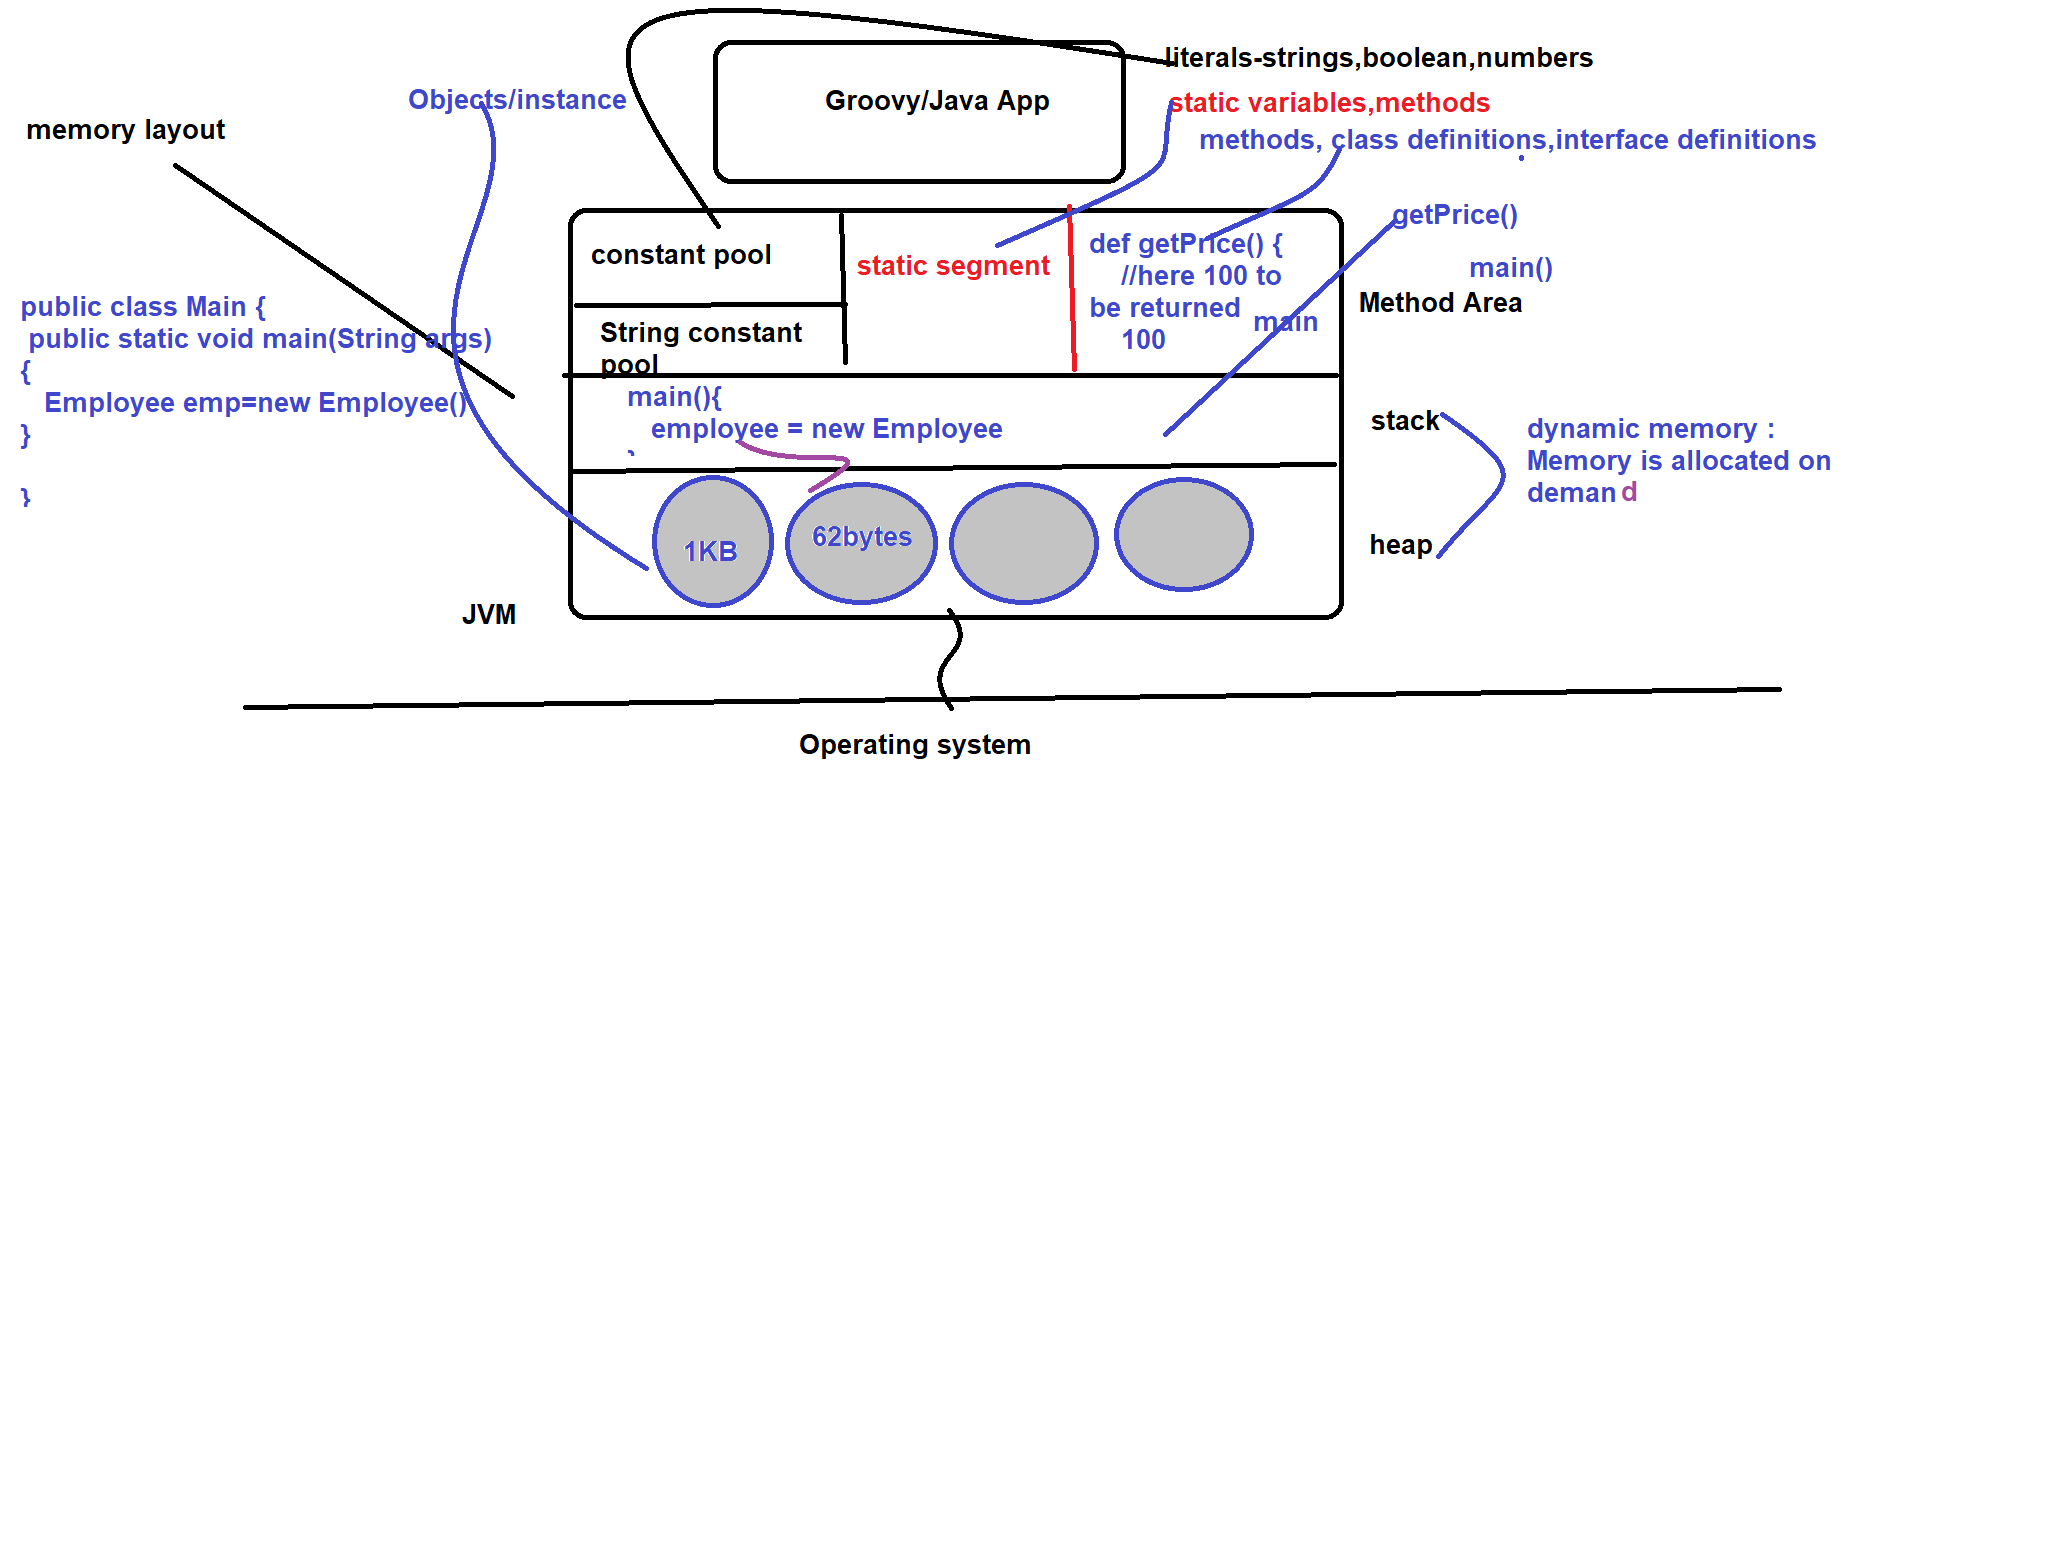 literals-strings,boolean,numbers
Groovy/Java App
Objects/instance
static variables,methods
memory layout
methods, class definitions,interface definitions
getPrice()
constant pool
static segment
def getPrice() {
//here 100 to
be returned
100
main
main()
Method Area
public class Main {
public static void main(String args)
{
Employee emp=new Employee()
}
}
String constant
pool
main(){
employee = new Employee
}
stack
dynamic memory :
Memory is allocated on
demand
1KB
62bytes
heap
JVM
Operating system